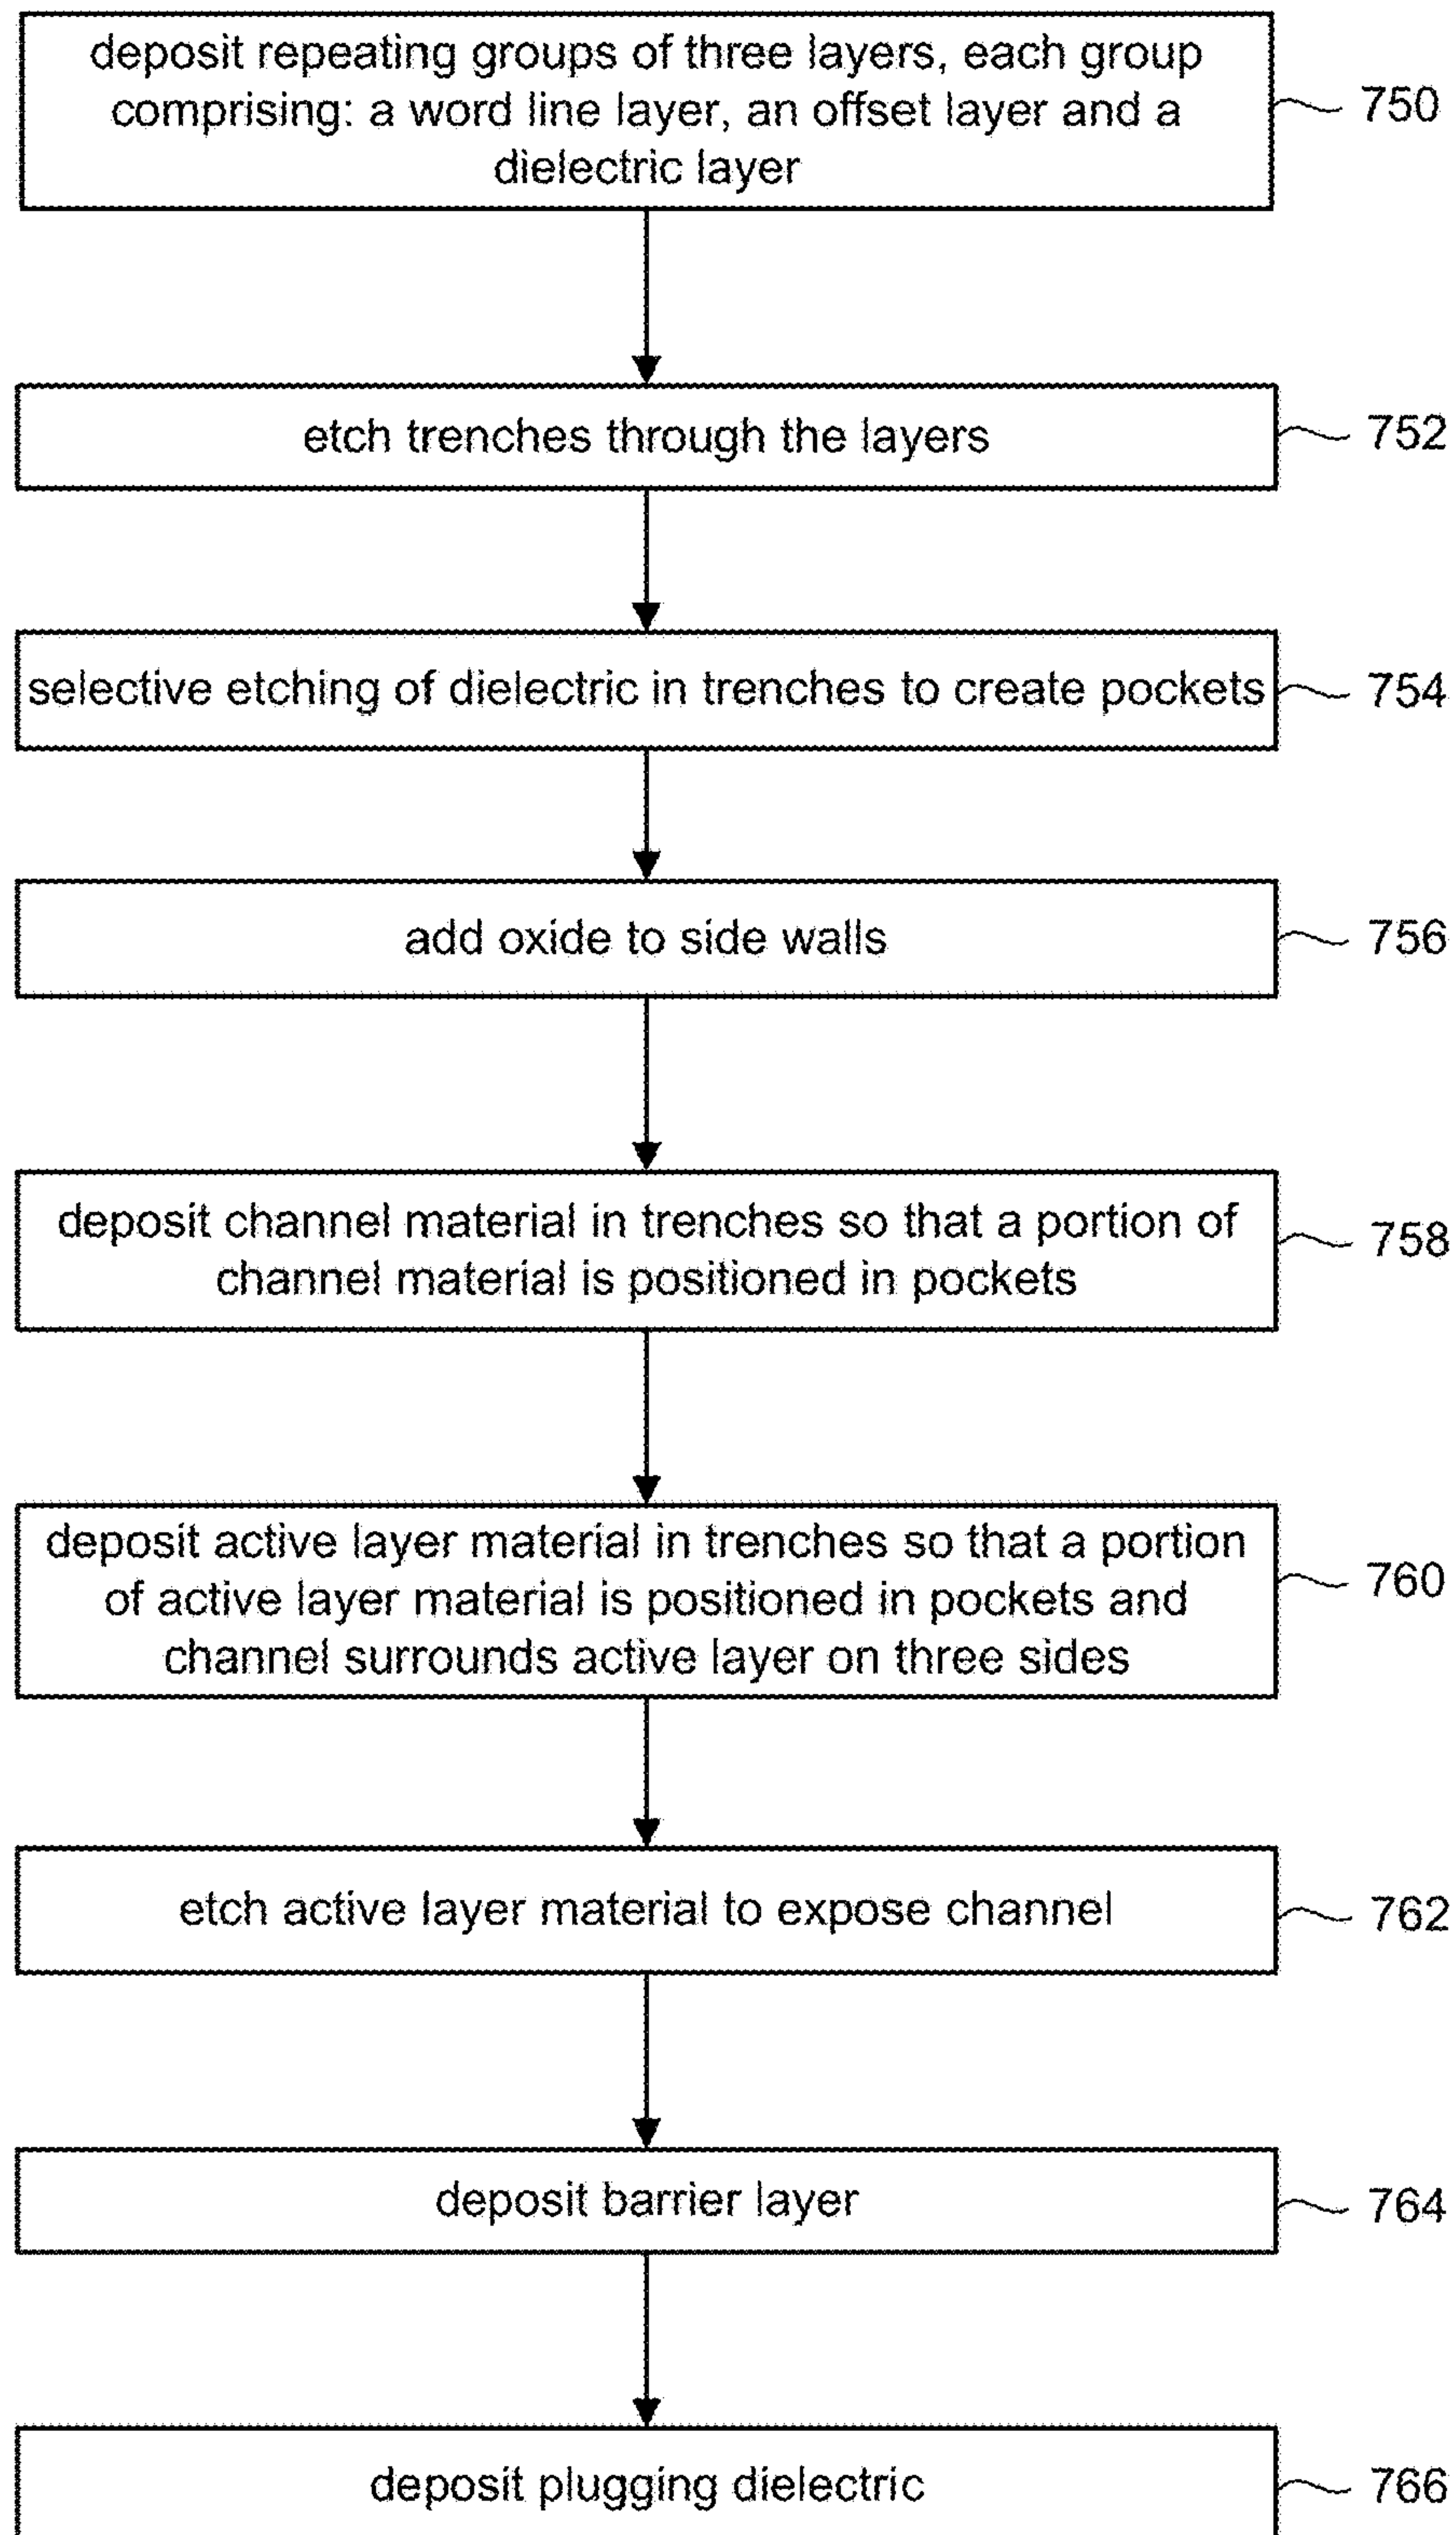 deposit repeating groups of three layers, each group
comprising: a word line layer, an offset layer and a
dielectric layer
750
etch trenches through the layers
752
selective etching of dielectric in trenches to create pockets
754
add oxide to side walls
756
deposit channel material in trenches so that a portion of
channel material is positioned in pockets
758
deposit active layer material in trenches so that a portion
of active layer material is positioned in pockets and
channel surrounds active layer on three sides
760
etch active layer material to expose channel
762
deposit barrier layer
764
deposit plugging dielectric
766